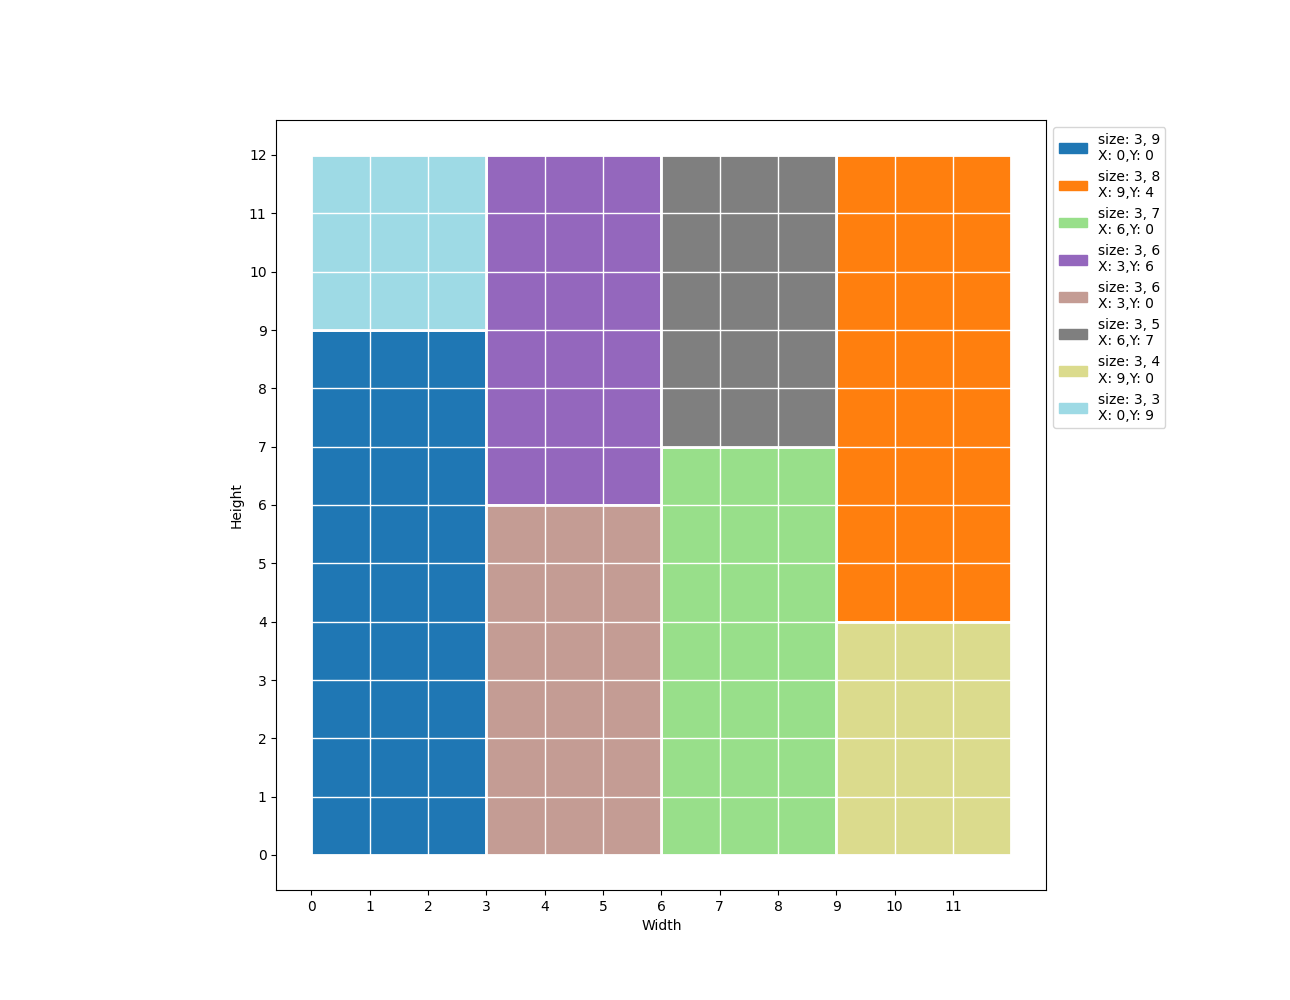 12
11
10
9
8
7
6
5
4
3
2
1
0
Height
0 1 2 3 4 5 6 7 8 9 10 11
Width
size: 3, 9
X: 0,Y: 0
size: 3, 8
X: 9,Y: 4
size: 3, 7
X: 6,Y: 0
size: 3, 6
X: 3,Y: 6
size: 3, 6
X: 3,Y: 0
size: 3, 5
X: 6,Y: 7
size: 3, 4
X: 9,Y: 0
size: 3, 3
X: 0,Y: 9